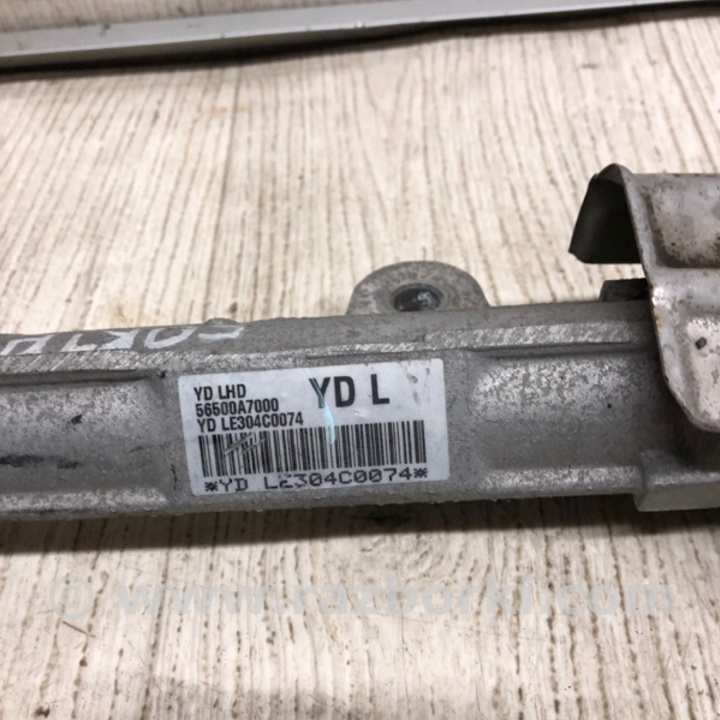 YD LHD
56500A7000
YD LE304C0074
YD L
*YD LE304C0074*
© www.razborki.com